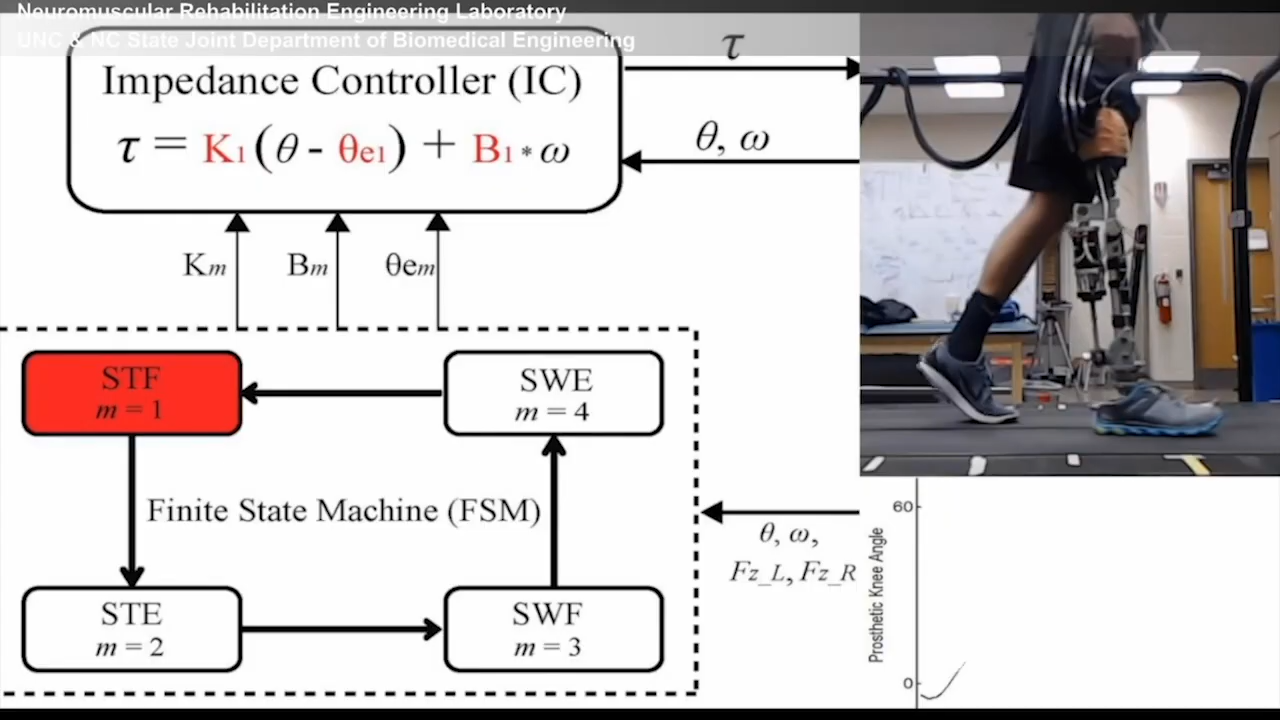 Neuromuscular Rehabilitation Engineering Laboratory
UNC & NC State Joint Department of Biomedical Engineering
Impedance Controller (IC)
τ = K1(θ - θe1) + B1*ω
τ
θ, ω
Km
Bm
θem
STF
m = 1
SWE
m = 4
Finite State Machine (FSM)
STE
m = 2
SWF
m = 3
θ, ω,
Fz_L, Fz_R
Prosthetic Knee Angle
60
0